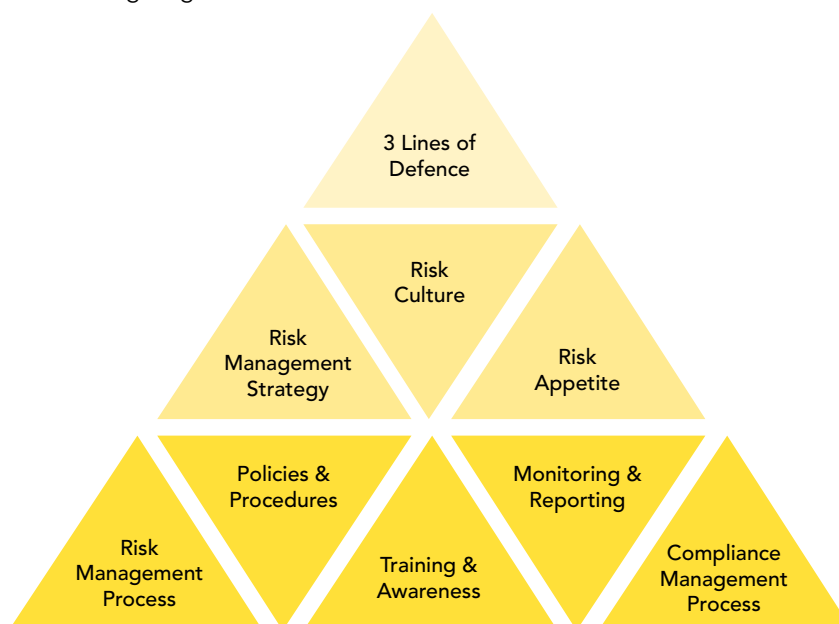 3 Lines of
Defence
Risk
Culture
Risk
Management
Strategy
Risk
Appetite
Policies &
Procedures
Monitoring &
Reporting
Risk
Management
Process
Training &
Awareness
Compliance
Management
Process